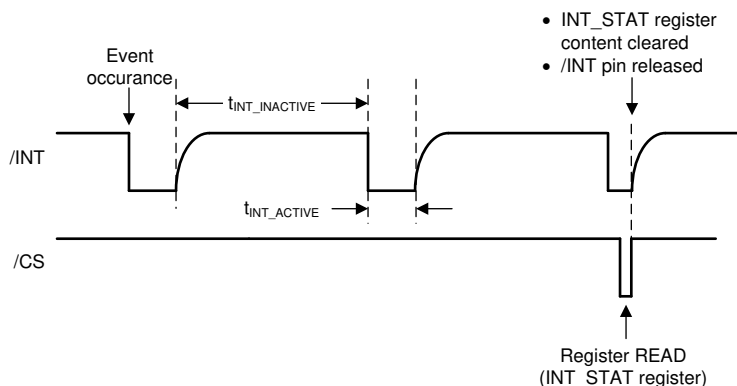 • INT_STAT register
content cleared
• /INT pin released
Event
occurance
tINT_INACTIVE
/INT
tINT_ACTIVE
/CS
Register READ
(INT_STAT register)